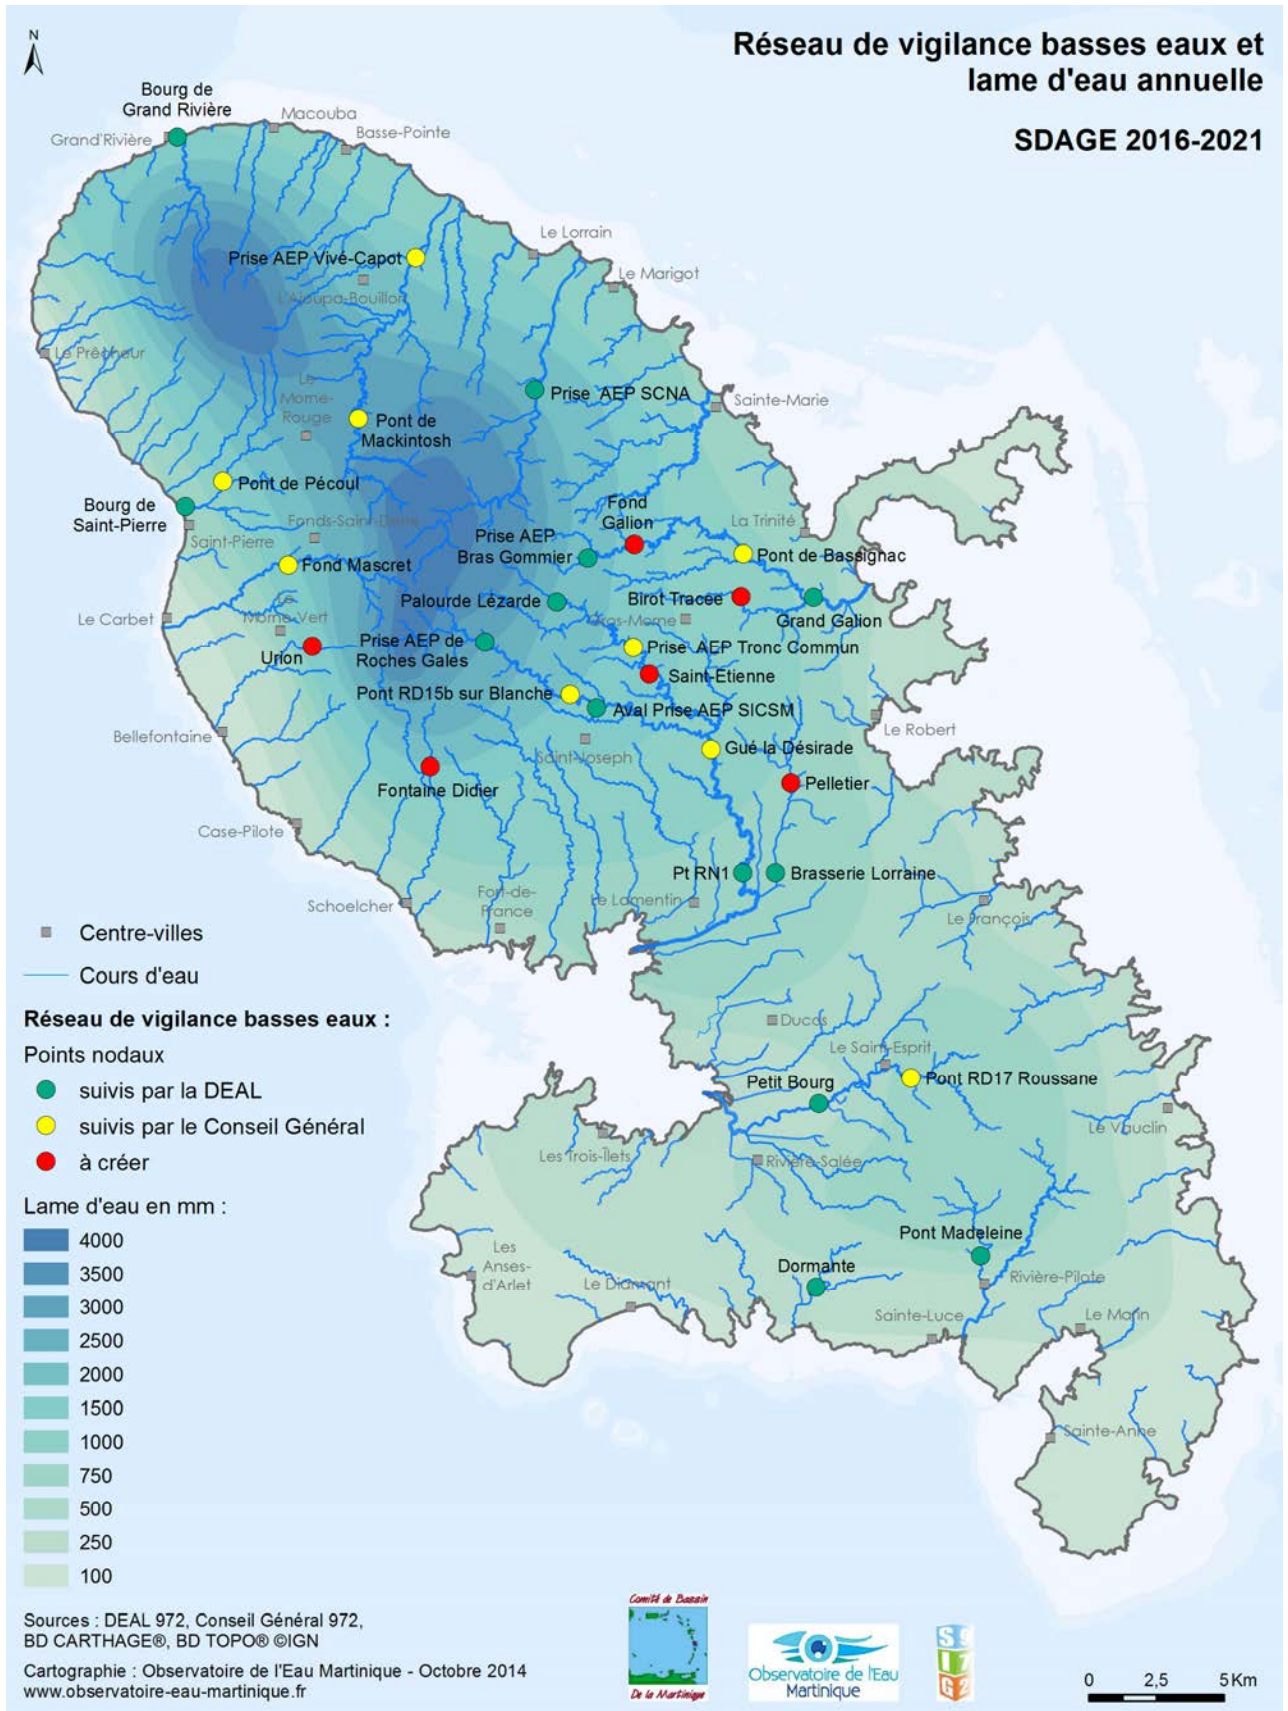 Réseau de vigilance basses eaux et
lame d'eau annuelle
SDAGE 2016-2021
N
Bourg de
Grand Rivière
Macouba
Grand'Rivière
Basse-Pointe
Le Lorrain
Prise AEP Vivé-Capot
Le Marigot
L'Ajoupa-Bouillon
Le Prêcheur
Le
Morne-
Rouge
Prise AEP SCNA
Sainte-Marie
Pont de
Mackintosh
Pont de Pécoul
Bourg de
Saint-Pierre
Fonds-Saint-Denis
Saint-Pierre
Fond
Galion
La Trinité
Prise AEP
Bras Gommier
Pont de Bassignac
Fond Mascret
Palourde Lézarde
Birot Tracée
Le Carbet
Le
Morne-Vert
Gros-Morne
Grand Galion
Urion
Prise AEP de
Roches Gales
Prise AEP Tronc Commun
Saint-Etienne
Pont RD15b sur Blanche
Aval Prise AEP SICSM
Bellefontaine
Le Robert
Saint-Joseph
Gué la Désirade
Fontaine Didier
Pelletier
Case-Pilote
Pt RN1
Brasserie Lorraine
Schoelcher
Fort-de-
France
Le Lamentin
Le François
Centre-villes
Cours d'eau
Réseau de vigilance basses eaux :
Points nodaux
suivis par la DEAL
suivis par le Conseil Général
à créer
Ducos
Le Saint-Esprit
Petit Bourg
Pont RD17 Roussane
Le Vauclin
Les Trois-Îlets
Rivière-Salée
Pont Madeleine
Les
Anses-
d'Arlet
Le Diamant
Dormante
Rivière-Pilote
Sainte-Luce
Le Marin
Sainte-Anne
Lame d'eau en mm :
4000
3500
3000
2500
2000
1500
1000
750
500
250
100
Sources : DEAL 972, Conseil Général 972,
BD CARTHAGE®, BD TOPO® ©IGN
Cartographie : Observatoire de l'Eau Martinique - Octobre 2014
www.observatoire-eau-martinique.fr
Comité de Bassin
De la Martinique
Observatoire de l'Eau
Martinique
0 2,5 5 Km